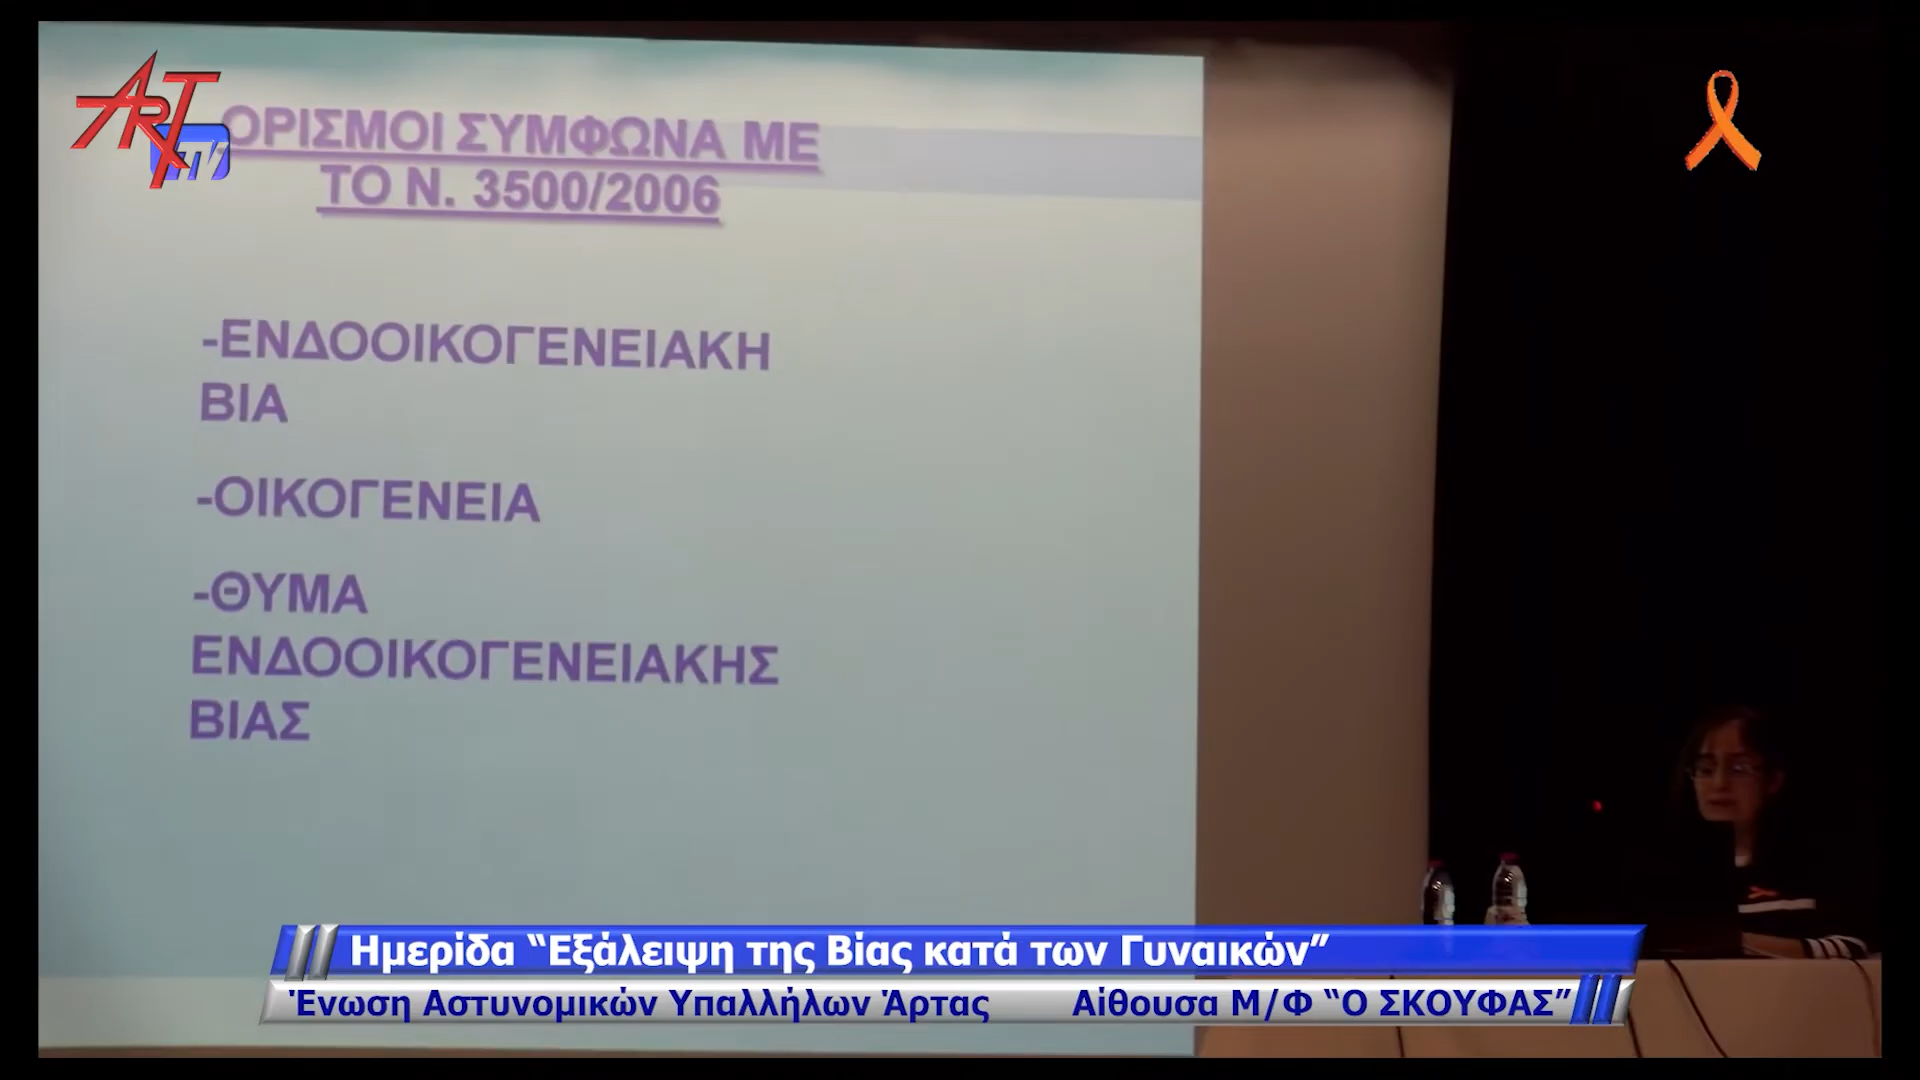 ART TV
ΟΡΙΣΜΟΙ ΣΥΜΦΩΝΑ ΜΕ
ΤΟ Ν. 3500/2006
-ΕΝΔΟΟΙΚΟΓΕΝΕΙΑΚΗ
ΒΙΑ
-ΟΙΚΟΓΕΝΕΙΑ
-ΘΥΜΑ
ΕΝΔΟΟΙΚΟΓΕΝΕΙΑΚΗΣ
ΒΙΑΣ
Ημερίδα “Εξάλειψη της Βίας κατά των Γυναικών”
Ένωση Αστυνομικών Υπαλλήλων Άρτας Αίθουσα Μ/Φ “Ο ΣΚΟΥΦΑΣ”